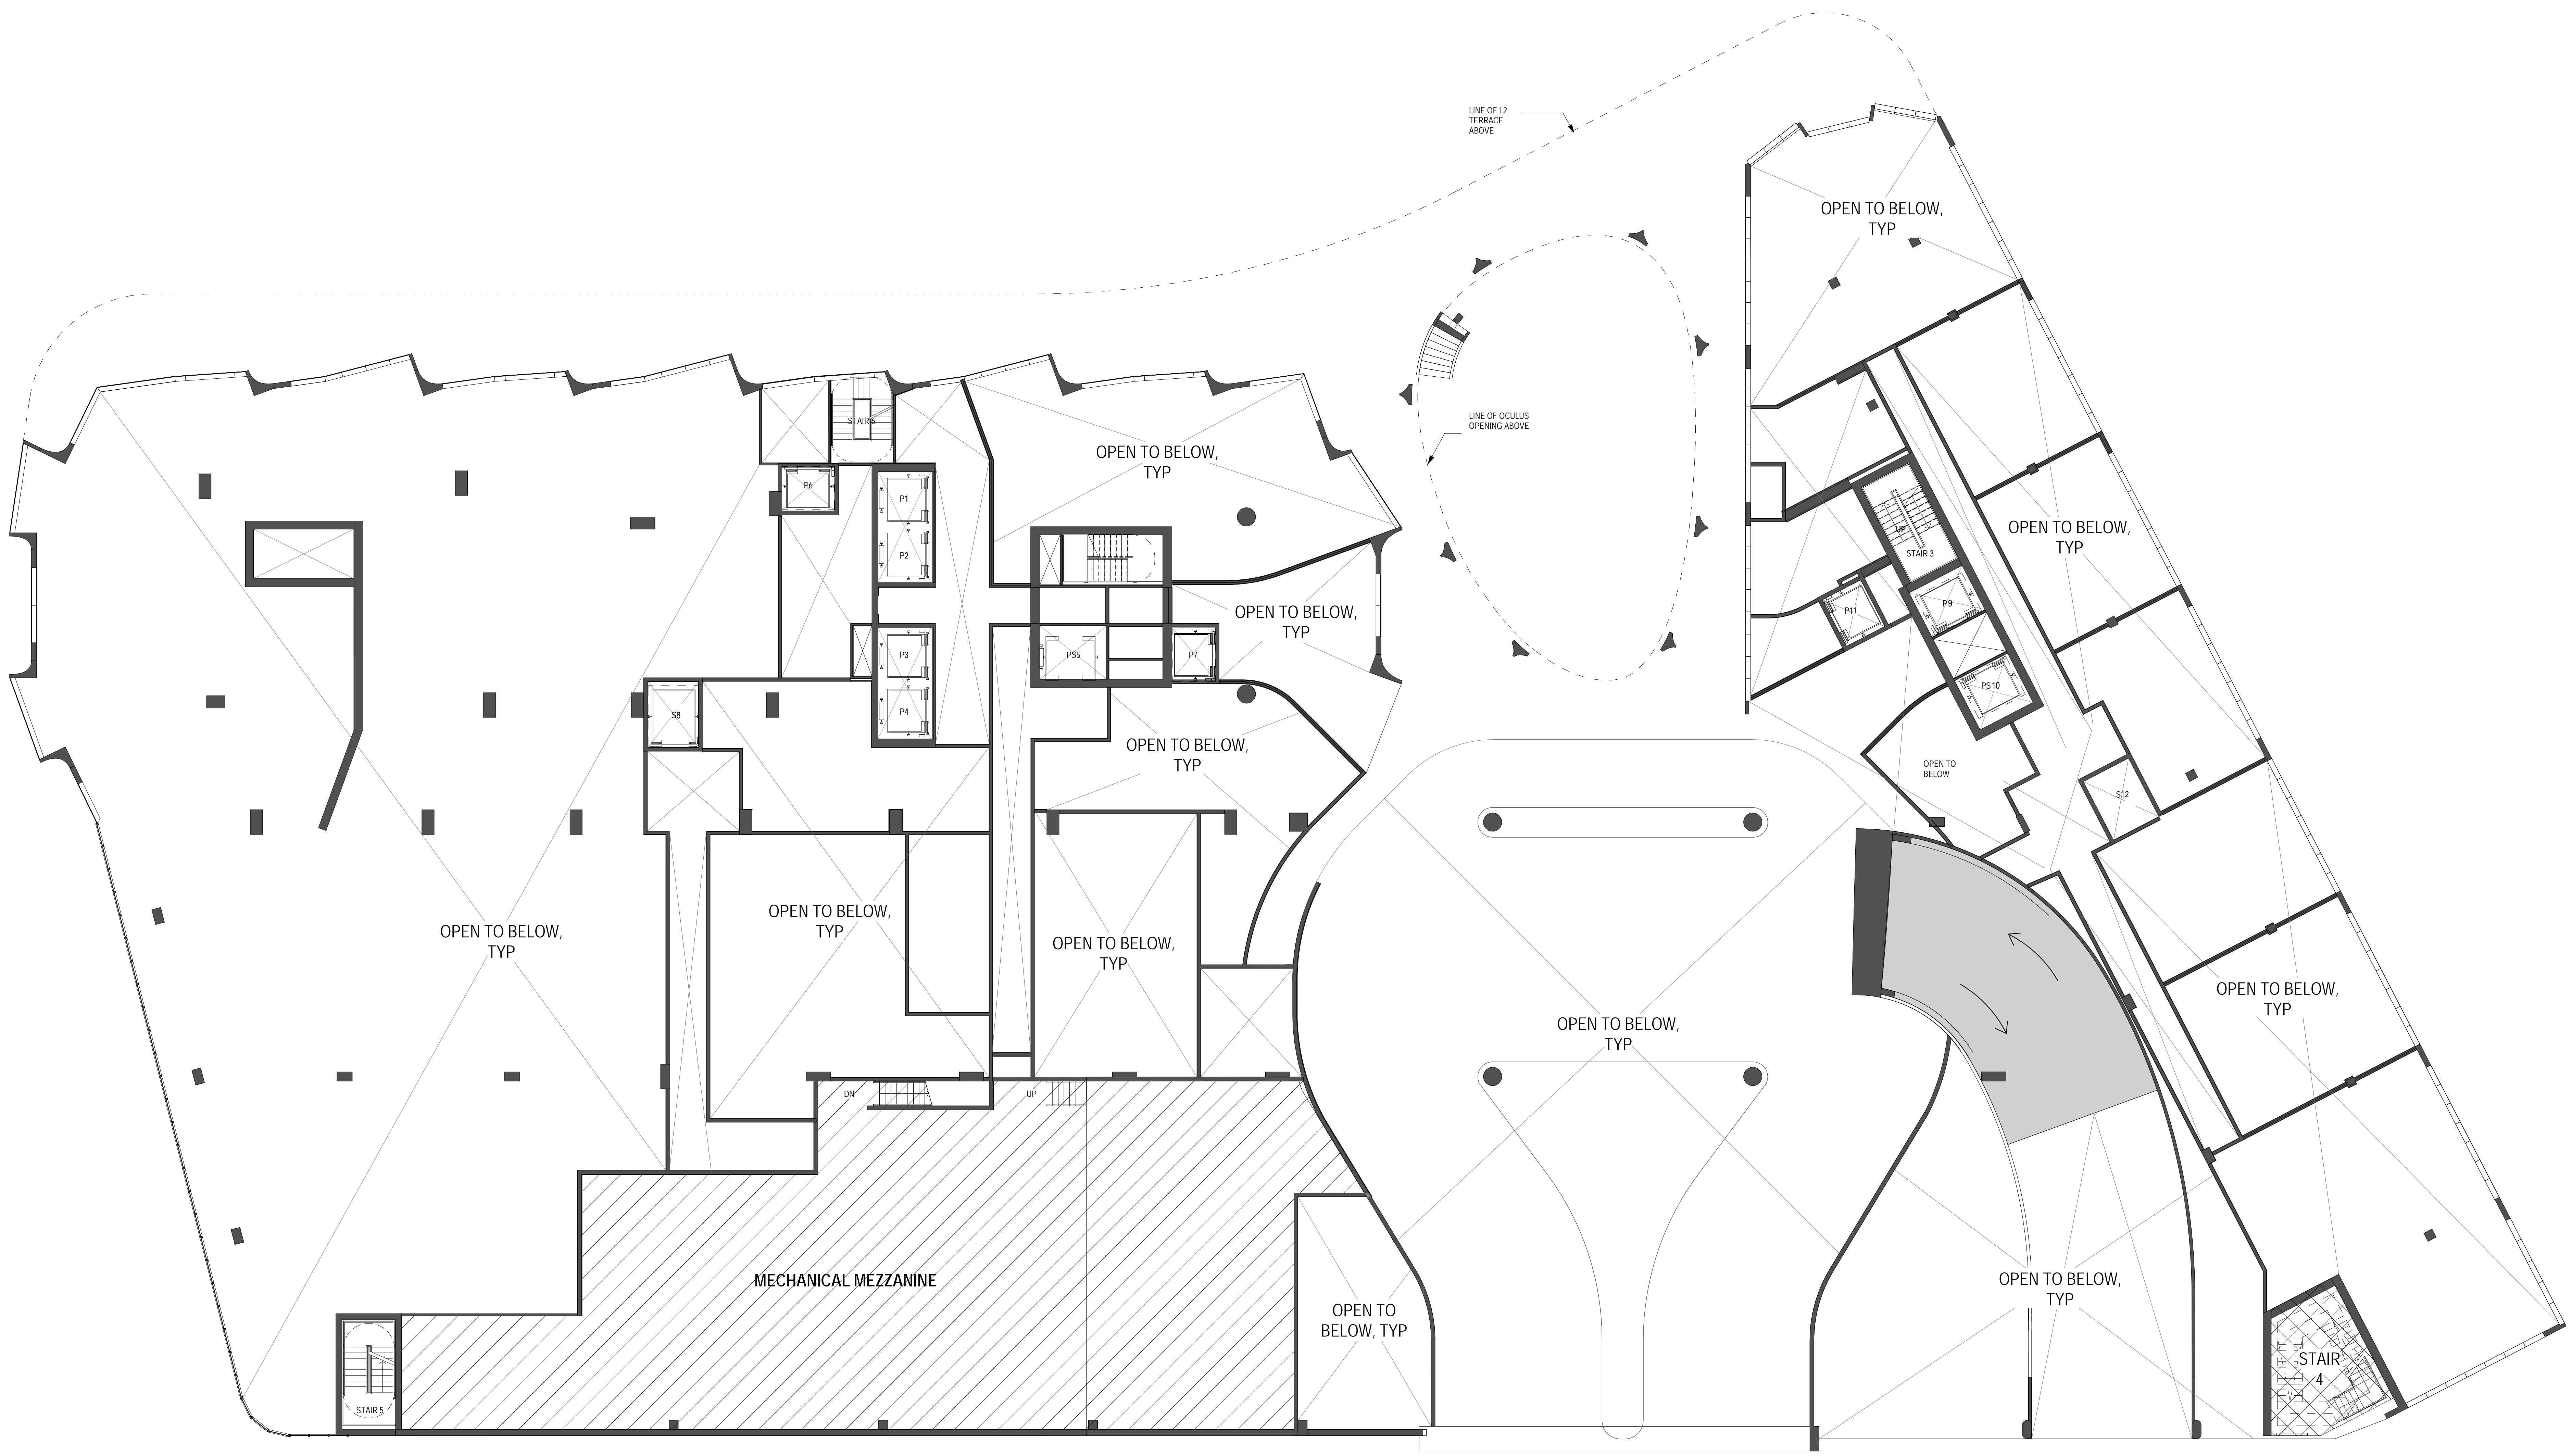 LINE OF L2
TERRACE
ABOVE
OPEN TO BELOW,
TYP
LINE OF OCULUS
OPENING ABOVE
STAIR 6
OPEN TO BELOW,
TYP
P6
P1
P2
UP
STAIR 3
OPEN TO BELOW,
TYP
P11
P9
OPEN TO BELOW,
TYP
P3
PS5
P7
PS10
S8
P4
OPEN TO BELOW,
TYP
OPEN TO
BELOW
S12
OPEN TO BELOW,
TYP
OPEN TO BELOW,
TYP
OPEN TO BELOW,
TYP
OPEN TO BELOW,
TYP
OPEN TO BELOW,
TYP
DN
UP
MECHANICAL MEZZANINE
OPEN TO
BELOW, TYP
OPEN TO BELOW,
TYP
STAIR
4
STAIR 5